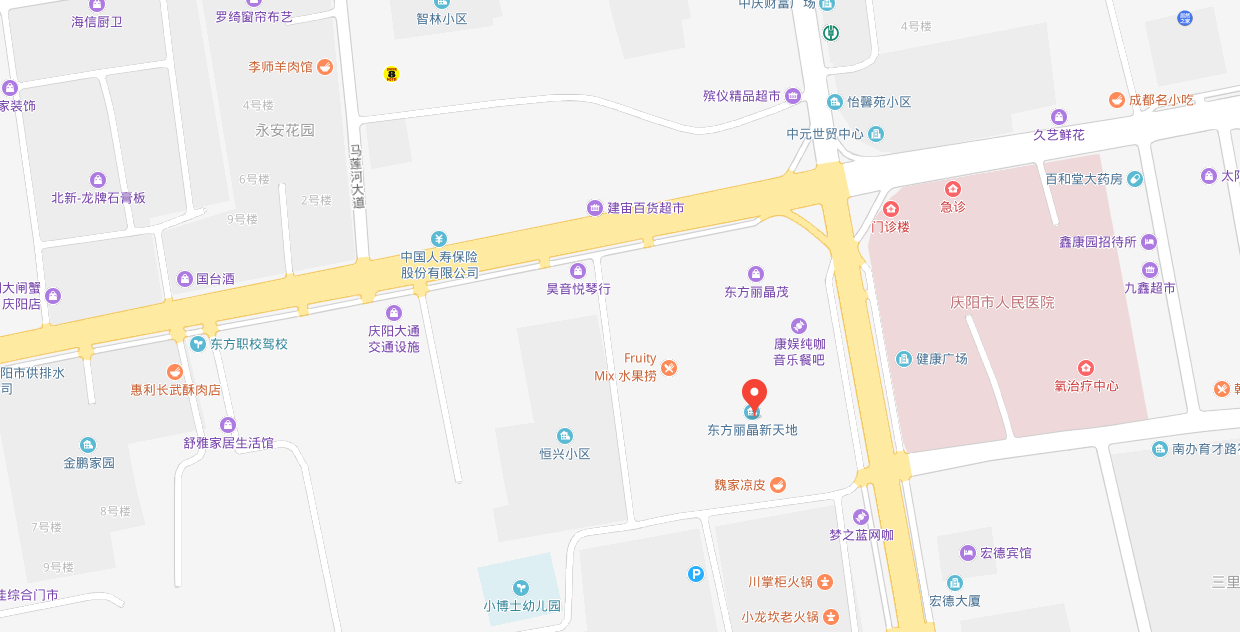 海信厨卫
罗绮窗帘布艺
智林小区
中庆财富广场
4号楼
李师羊肉馆
家装饰
4号楼
永安花园
殡仪精品超市
怡馨苑小区
成都名小吃
中元世贸中心
久艺鲜花
马莲河大道
6号楼
2号楼
北新-龙牌石膏板
9号楼
建宙百货超市
百和堂大药房
太阳
急诊
门诊楼
鑫康园招待所
中国人寿保险
股份有限公司
国台酒
大闸蟹
庆阳店
昊音悦琴行
东方丽晶茂
九鑫超市
庆阳市人民医院
庆阳大通
交通设施
东方职校驾校
康娱纯咖
音乐餐吧
健康广场
Fruity
Mix 水果捞
阳市供排水
司
惠利长武酥肉店
氧治疗中心
东方丽晶新天地
舒雅家居生活馆
恒兴小区
金鹏家园
南办育才路社
魏家凉皮
8号楼
7号楼
梦之蓝网咖
宏德宾馆
9号楼
P
川掌柜火锅
三里
佳综合门市
小博士幼儿园
宏德大厦
小龙坎老火锅